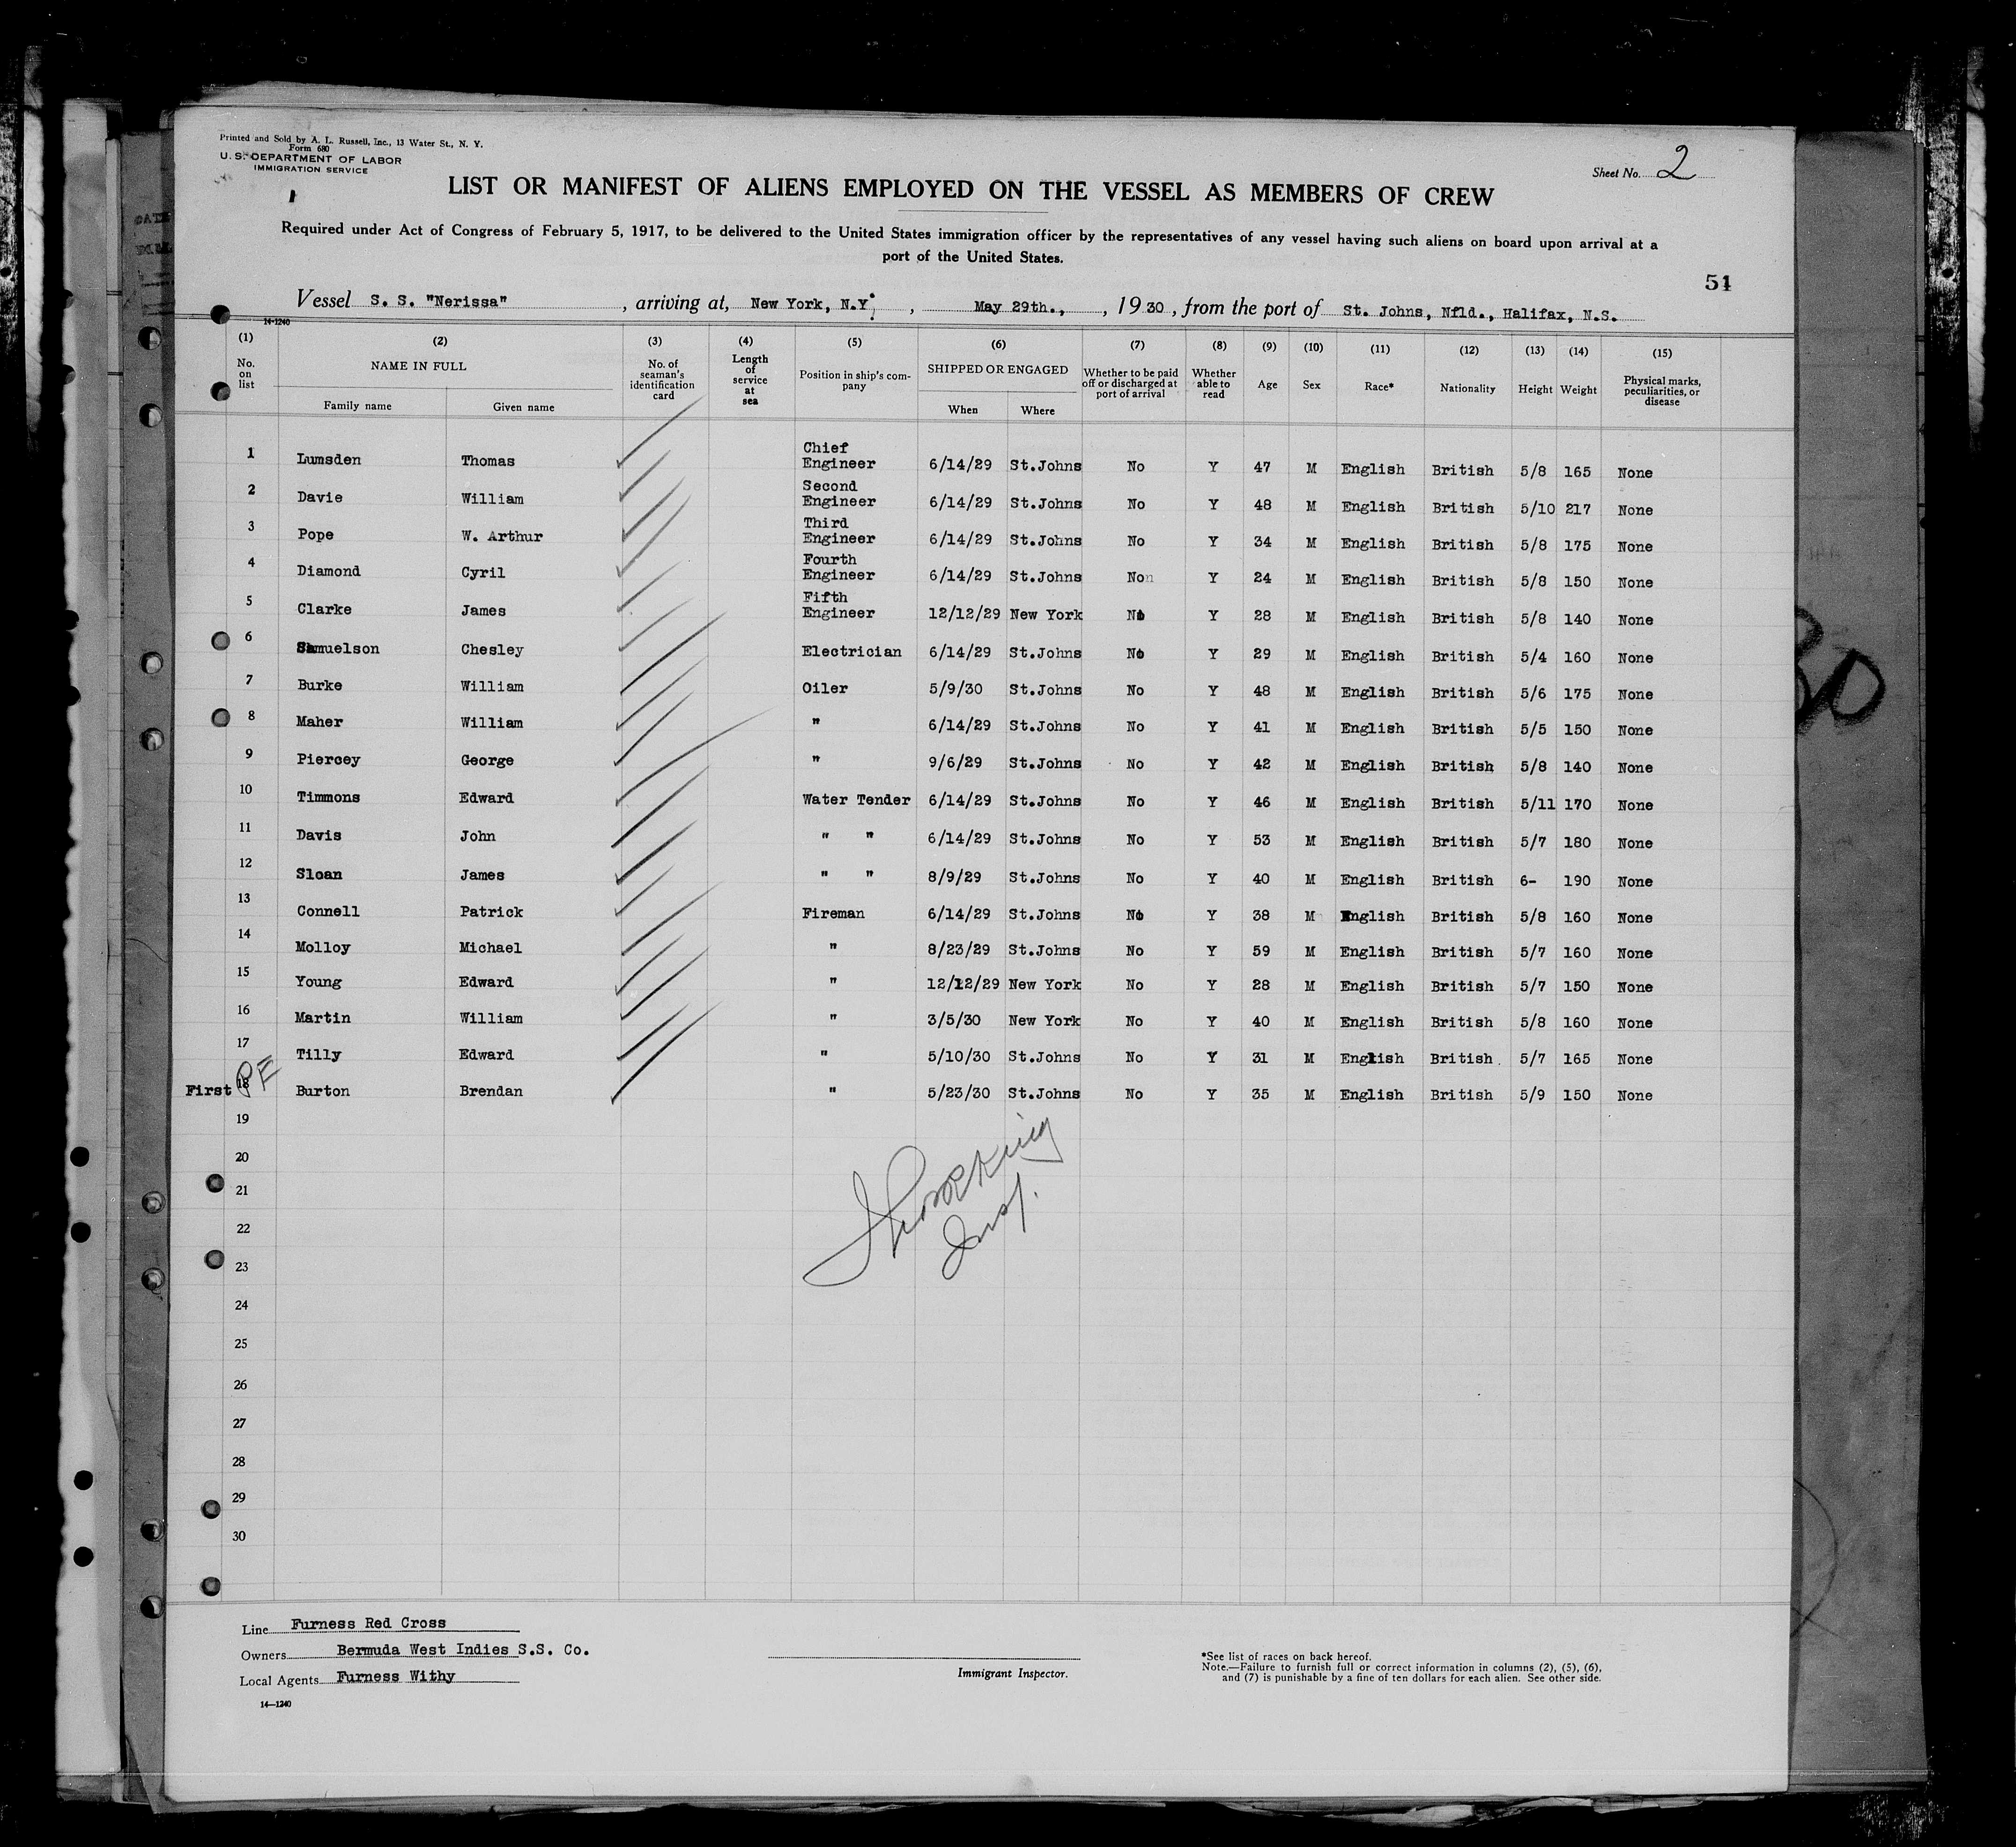 Printed and Sold by A. L. Russell, Inc., 13 Water St., N. Y.
Form 680
U. S. DEPARTMENT OF LABOR
IMMIGRATION SERVICE
Sheet No. 2
LIST OR MANIFEST OF ALIENS EMPLOYED ON THE VESSEL AS MEMBERS OF CREW
Required under Act of Congress of February 5, 1917, to be delivered to the United States immigration officer by the representatives of any vessel having such aliens on board upon arrival at a
port of the United States.
51
Vessel S. S. "Nerissa", arriving at, New York, N.Y., May 29th., 1930, from the port of St. Johns, Nfld., Halifax, N.S.
14-1240
(1) (2) (3) (4) (5) (6) (7) (8) (9) (10) (11) (12) (13) (14) (15)
No. on list NAME IN FULL Family name Given name No. of seaman's identification card Length of service at sea Position in ship's company SHIPPED OR ENGAGED When Where Whether to be paid off or discharged at port of arrival Whether able to read Age Sex Race* Nationality Height Weight Physical marks, peculiarities, or disease
1 Lumsden Thomas Chief Engineer 6/14/29 St.Johns No Y 47 M English British 5/8 165 None
2 Davie William Second Engineer 6/14/29 St.Johns No Y 48 M English British 5/10 217 None
3 Pope W. Arthur Third Engineer 6/14/29 St.Johns No Y 34 M English British 5/8 175 None
4 Diamond Cyril Fourth Engineer 6/14/29 St.Johns No Y 24 M English British 5/8 150 None
5 Clarke James Fifth Engineer 12/12/29 New York No Y 28 M English British 5/8 140 None
6 Samuelson Chesley Electrician 6/14/29 St.Johns No Y 29 M English British 5/4 160 None
7 Burke William Oiler 5/9/30 St.Johns No Y 48 M English British 5/6 175 None
8 Maher William " 6/14/29 St.Johns No Y 41 M English British 5/5 150 None
9 Piercey George " 9/6/29 St.Johns No Y 42 M English British 5/8 140 None
10 Timmons Edward Water Tender 6/14/29 St.Johns No Y 46 M English British 5/11 170 None
11 Davis John " " 6/14/29 St.Johns No Y 53 M English British 5/7 180 None
12 Sloan James " " 8/9/29 St.Johns No Y 40 M English British 6- 190 None
13 Connell Patrick Fireman 6/14/29 St.Johns No Y 38 M English British 5/8 160 None
14 Molloy Michael " 8/23/29 St.Johns No Y 59 M English British 5/7 160 None
15 Young Edward " 12/12/29 New York No Y 28 M English British 5/7 150 None
16 Martin William " 3/5/30 New York No Y 40 M English British 5/8 160 None
17 Tilly Edward " 5/10/30 St.Johns No Y 31 M English British 5/7 165 None
First 18 PE Burton Brendan " 5/23/30 St.Johns No Y 35 M English British 5/9 150 None
19
20
21
22
23
24
25
26
27
28
29
30
Insp.
Line Furness Red Cross
Owners Bermuda West Indies S.S. Co.
Local Agents Furness Withy
14—1240
Immigrant Inspector.
*See list of races on back hereof.
Note.—Failure to furnish full or correct information in columns (2), (5), (6),
and (7) is punishable by a fine of ten dollars for each alien. See other side.